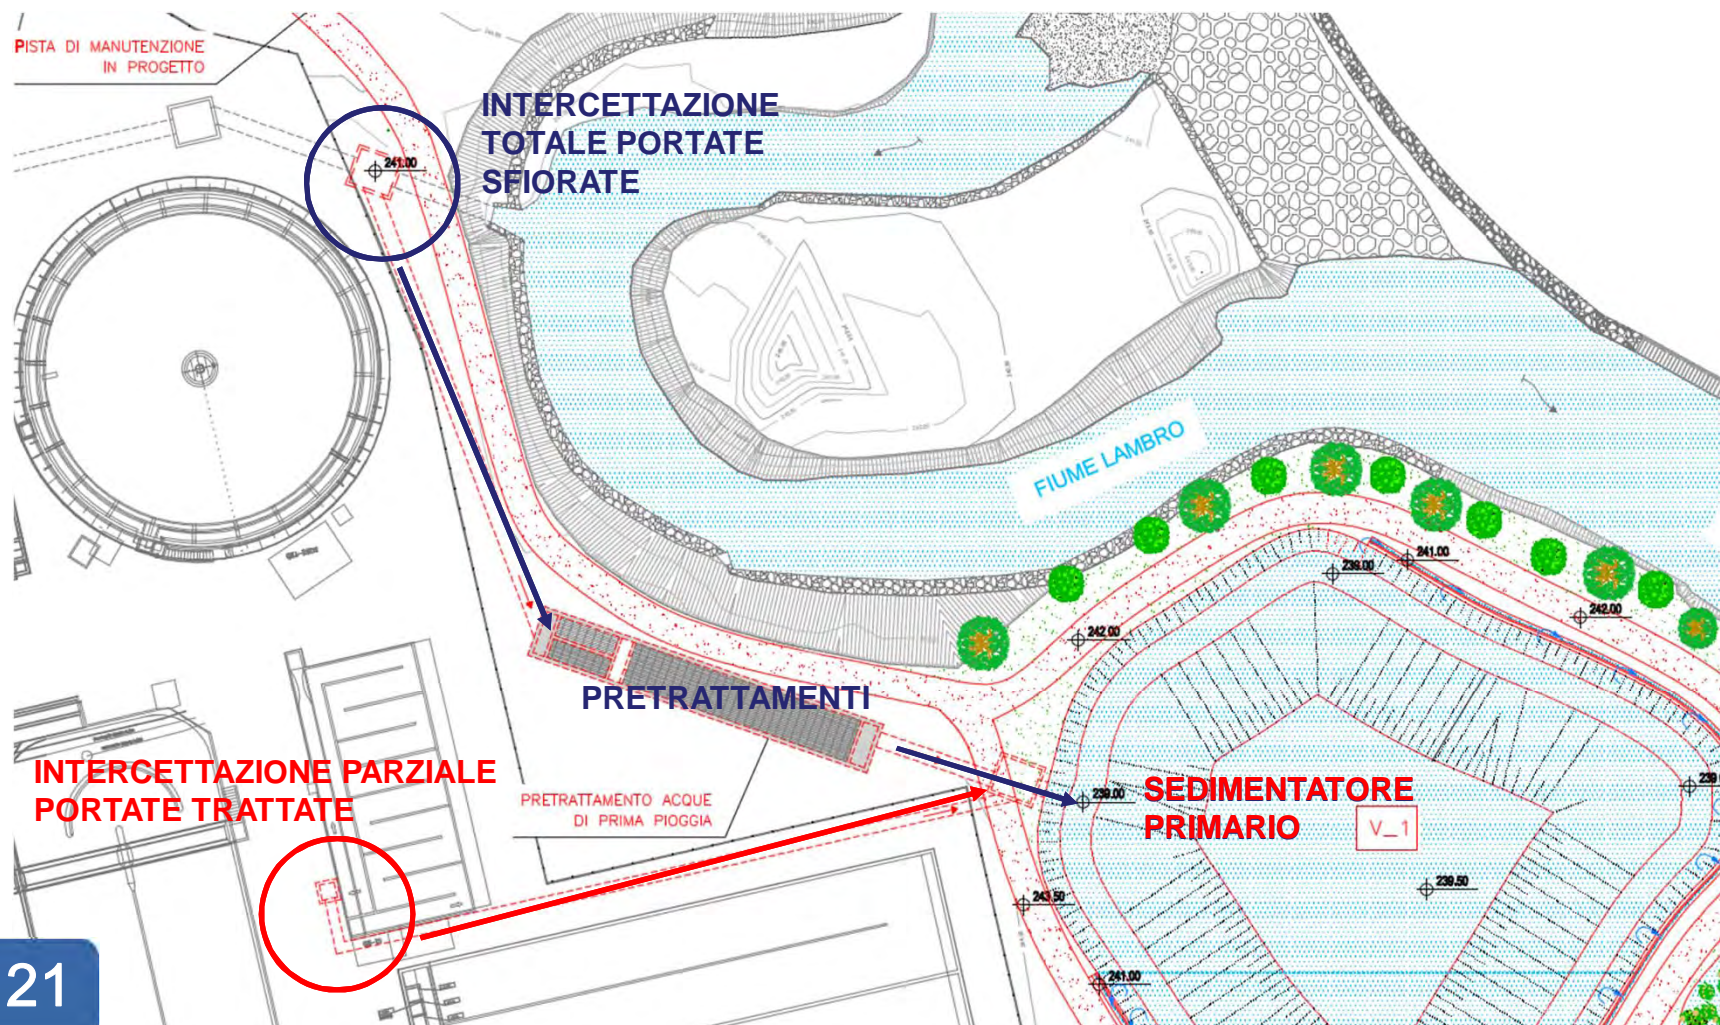 PISTA DI MANUTENZIONE
IN PROGETTO
INTERCETTAZIONE
TOTALE PORTATE
SFIORATE
241.00
FIUME LAMBRO
241.00
239.00
242.00
242.00
PRETRATTAMENTI
INTERCETTAZIONE PARZIALE
PORTATE TRATTATE
PRETRATTAMENTO ACQUE
DI PRIMA PIOGGIA
239.00
SEDIMENTATORE
PRIMARIO
V_1
239.50
243.50
241.00
21